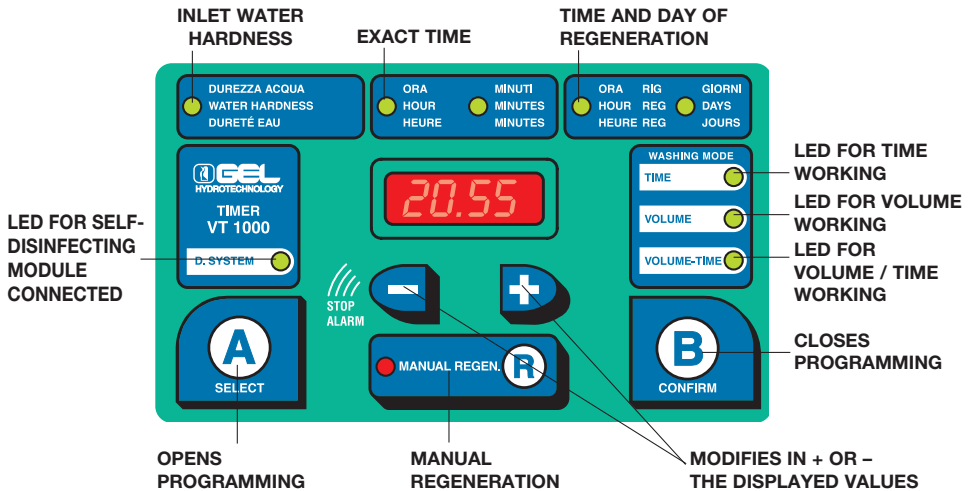 INLET WATER
HARDNESS
EXACT TIME
TIME AND DAY OF
REGENERATION
DUREZZA ACQUA
WATER HARDNESS
DURETÉ EAU
ORA
HOUR
HEURE
MINUTI
MINUTES
MINUTES
ORA RIG
HOUR REG
HEURE REG
GIORNI
DAYS
JOURS
GEL
HYDROTECHNOLOGY
TIMER
VT 1000
D. SYSTEM
20.55
WASHING MODE
TIME
VOLUME
VOLUME-TIME
LED FOR TIME
WORKING
LED FOR VOLUME
WORKING
LED FOR
VOLUME / TIME
WORKING
LED FOR SELF-
DISINFECTING
MODULE
CONNECTED
STOP
ALARM
−
+
A
SELECT
MANUAL REGEN. R
B
CONFIRM
CLOSES
PROGRAMMING
OPENS
PROGRAMMING
MANUAL
REGENERATION
MODIFIES IN + OR –
THE DISPLAYED VALUES